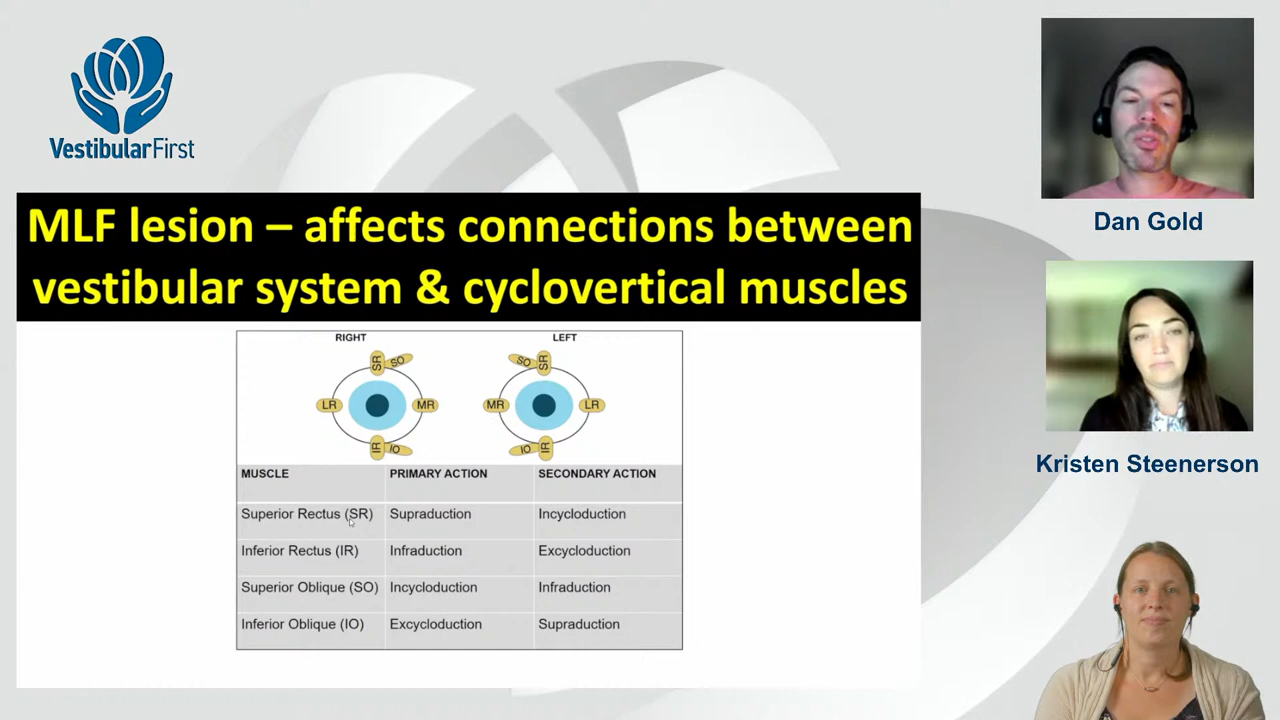 VestibularFirst
Dan Gold
Kristen Steenerson
MLF lesion – affects connections between
vestibular system & cyclovertical muscles
RIGHT LEFT
SR SO SO SR
LR MR MR LR
IR IO IO IR
MUSCLE PRIMARY ACTION SECONDARY ACTION
Superior Rectus (SR) Supraduction Incycloduction
Inferior Rectus (IR) Infraduction Excycloduction
Superior Oblique (SO) Incycloduction Infraduction
Inferior Oblique (IO) Excycloduction Supraduction